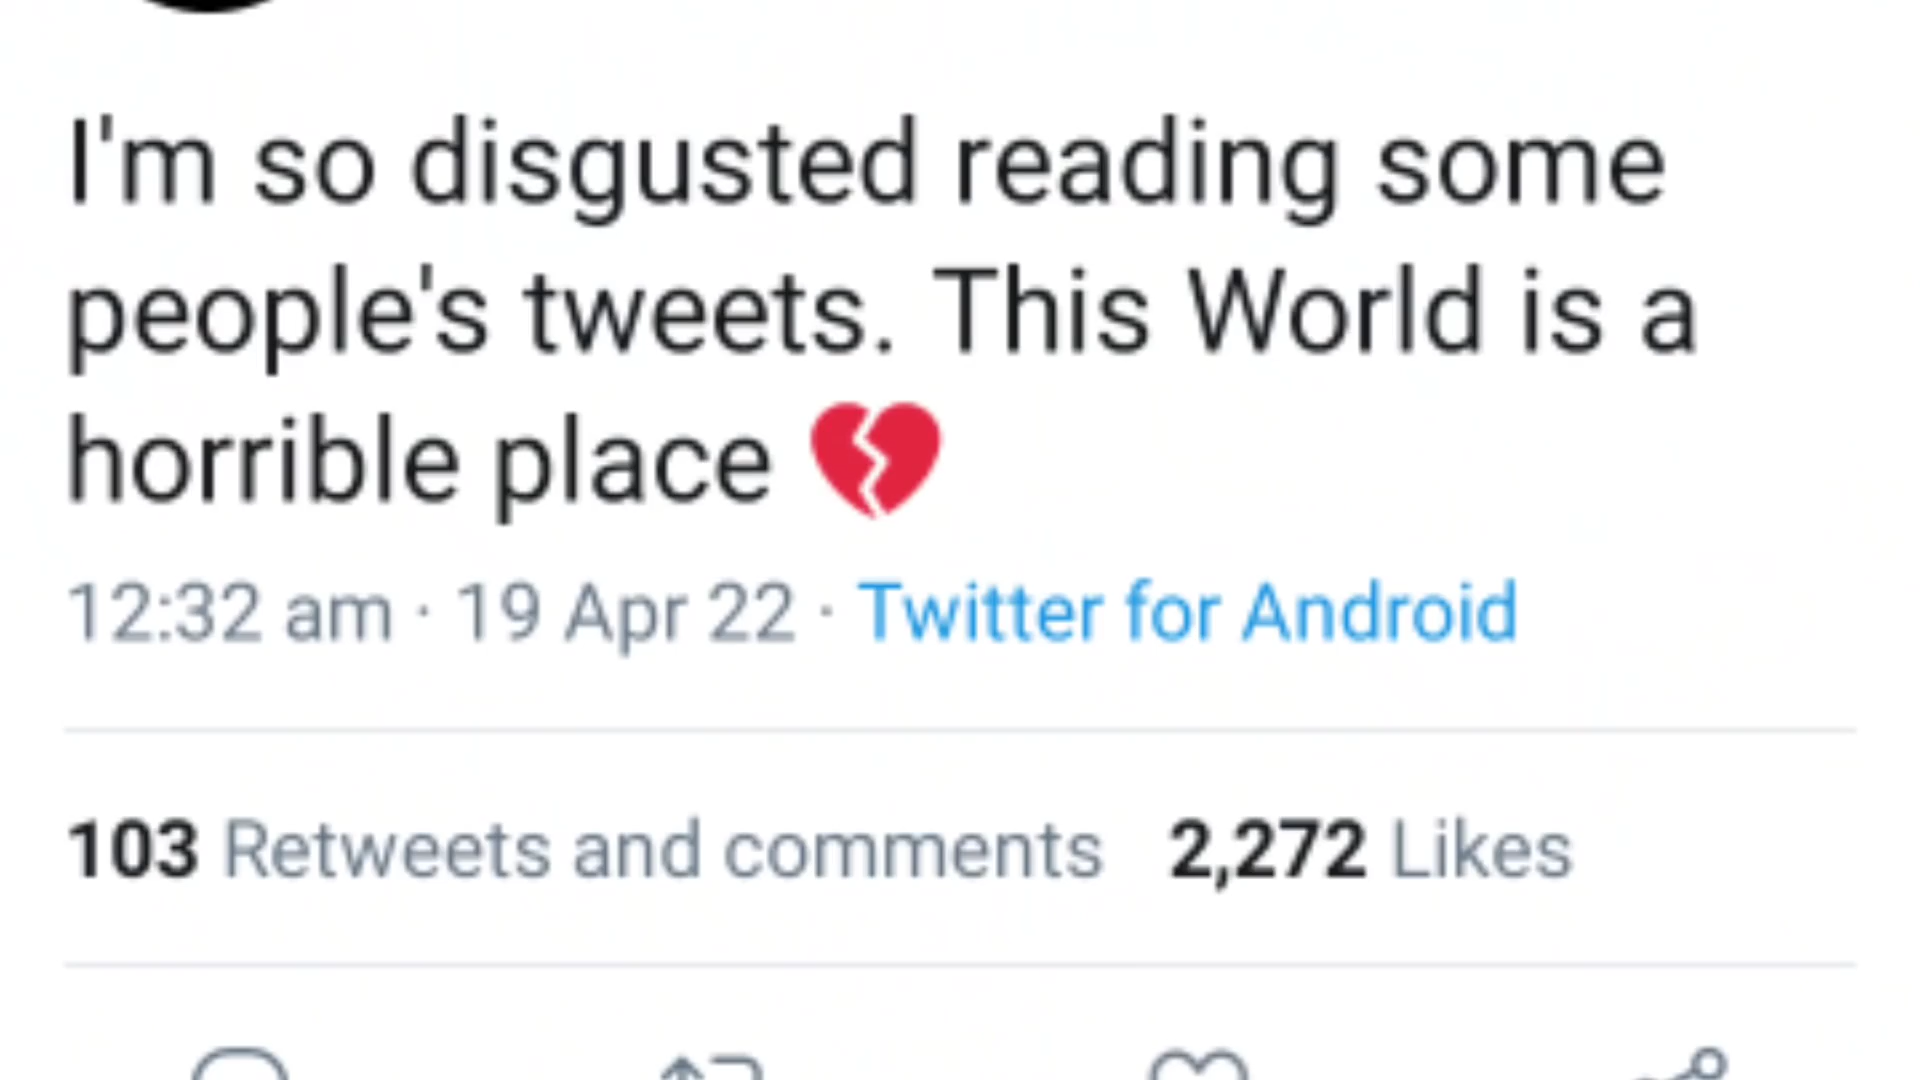 I'm so disgusted reading some
people's tweets. This World is a
horrible place 💔
12:32 am · 19 Apr 22 · Twitter for Android
103 Retweets and comments 2,272 Likes